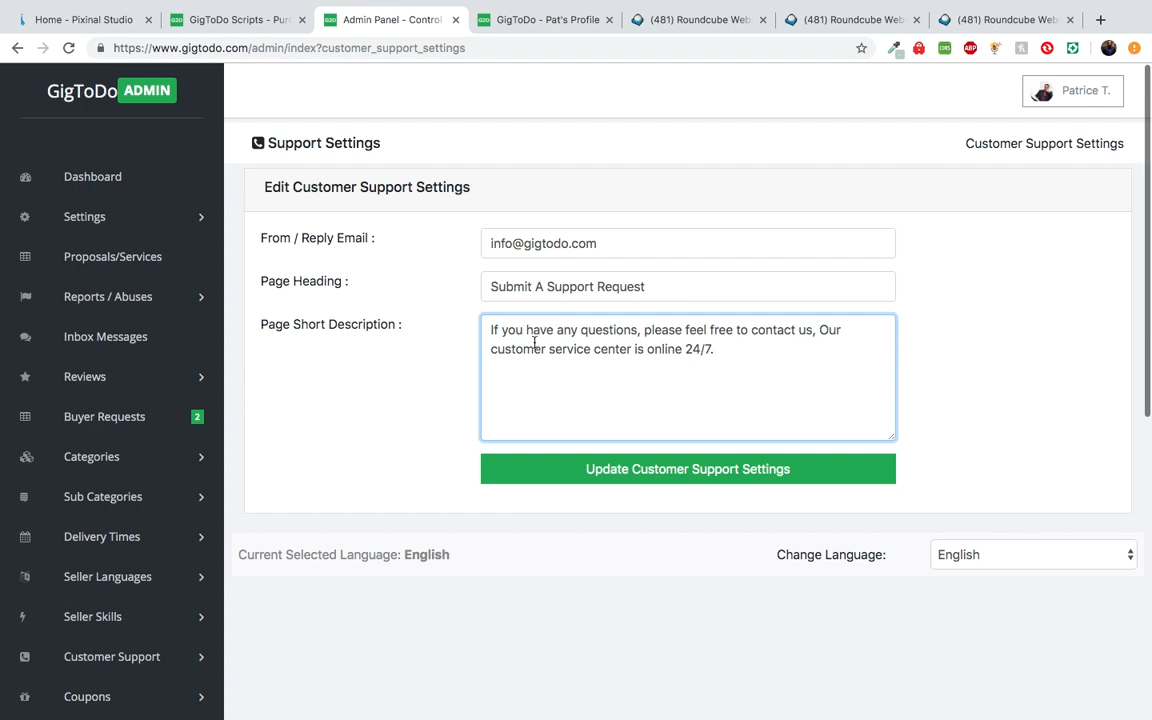 Home - Pixinal Studio
GigToDo Scripts - Pur
Admin Panel - Control
GigToDo - Pat's Profile
(481) Roundcube Web
(481) Roundcube Web
(481) Roundcube Web
https://www.gigtodo.com/admin/index?customer_support_settings
ABP
GigToDo ADMIN
Patrice T.
Support Settings
Customer Support Settings
Dashboard
Edit Customer Support Settings
Settings
From / Reply Email :
info@gigtodo.com
Proposals/Services
Page Heading :
Submit A Support Request
Reports / Abuses
Page Short Description :
If you have any questions, please feel free to contact us, Our
customer service center is online 24/7.
Inbox Messages
Reviews
Buyer Requests 2
Categories
Update Customer Support Settings
Sub Categories
Delivery Times
Current Selected Language: English
Change Language:
English
Seller Languages
Seller Skills
Customer Support
Coupons